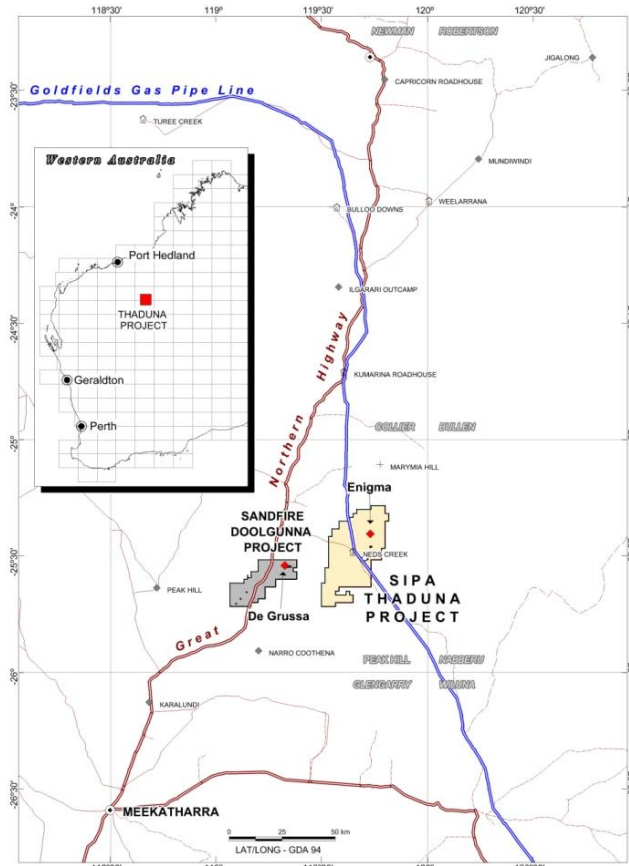 118°30'
119°
119°30'
120°
120°30'
NEWMAN
ROBERTSON
JIGALONG
CAPRICORN ROADHOUSE
Goldfields Gas Pipe Line
-23°30'
TUREE CREEK
MUNDIWINDI
Western Australia
-24°
BULLOO DOWNS
WEELARRANA
Port Hedland
ILGARARI OUTCAMP
THADUNA
PROJECT
-24°30'
Great Northern Highway
KUMARINA ROADHOUSE
Geraldton
Perth
COLLIER
BULLEN
-25°
MARYMIA HILL
Enigma
SANDFIRE
DOOLGUNNA
PROJECT
NEDS CREEK
-25°30'
SIPA
THADUNA
PROJECT
PEAK HILL
De Grussa
NARRO COOTHENA
PEAK HILL
NABBERU
-26°
GLENGARRY
WILUNA
KARALUNDI
-26°30'
MEEKATHARRA
0 25 50 km
LAT/LONG - GDA 94